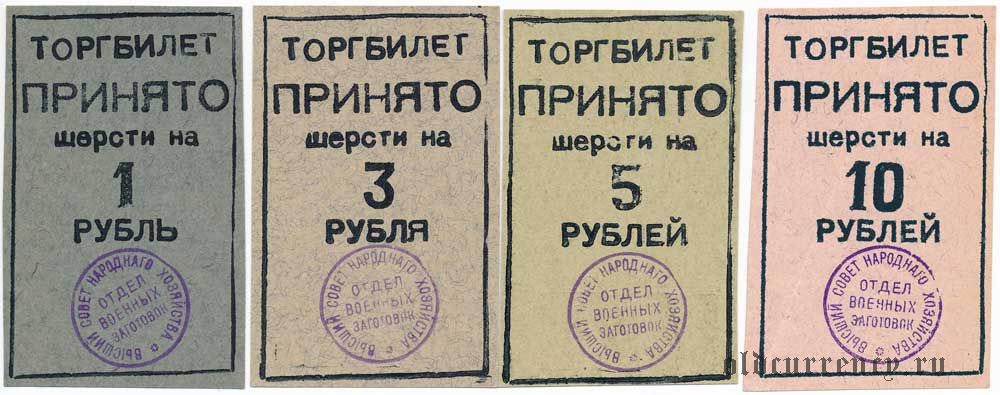 ТОРГБИЛЕТ
ПРИНЯТО
шерсти на
1
РУБЛЬ
ВЫСШИЙ СОВЕТ НАРОДНАГО ХОЗЯЙСТВА
ОТДЕЛ
ВОЕННЫХ
ЗАГОТОВОК
ТОРГБИЛЕТ
ПРИНЯТО
шерсти на
3
РУБЛЯ
ВЫСШИЙ СОВЕТ НАРОДНАГО ХОЗЯЙСТВА
ОТДЕЛ
ВОЕННЫХ
ЗАГОТОВОК
ТОРГБИЛЕТ
ПРИНЯТО
шерсти на
5
РУБЛЕЙ
ВЫСШИЙ СОВЕТ НАРОДНАГО ХОЗЯЙСТВА
ОТДЕЛ
ВОЕННЫХ
ЗАГОТОВОК
ТОРГБИЛЕТ
ПРИНЯТО
шерсти на
10
РУБЛЕЙ
ВЫСШИЙ СОВЕТ НАРОДНАГО ХОЗЯЙСТВА
ОТДЕЛ
ВОЕННЫХ
ЗАГОТОВОК
oldcurrency.ru